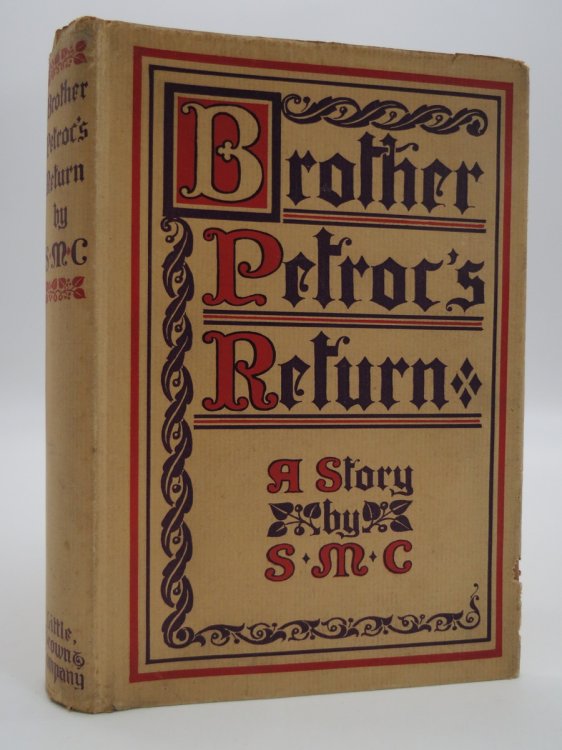 Brother
Petroc's
Return
by
S·M·C
Little,
Brown &
Company
Brother
Petroc's
Return
A Story
by
S·M·C